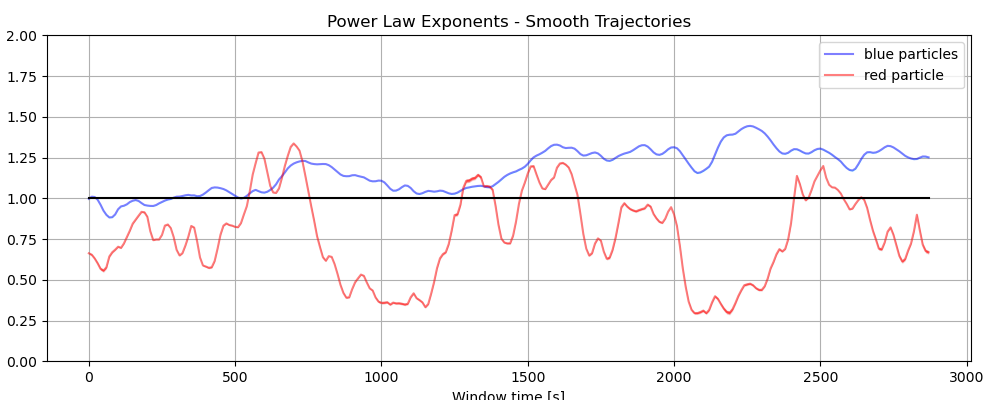 Power Law Exponents - Smooth Trajectories
2.00
1.75
1.50
1.25
1.00
0.75
0.50
0.25
0.00
blue particles
red particle
0 500 1000 1500 2000 2500 3000
Window time [s]